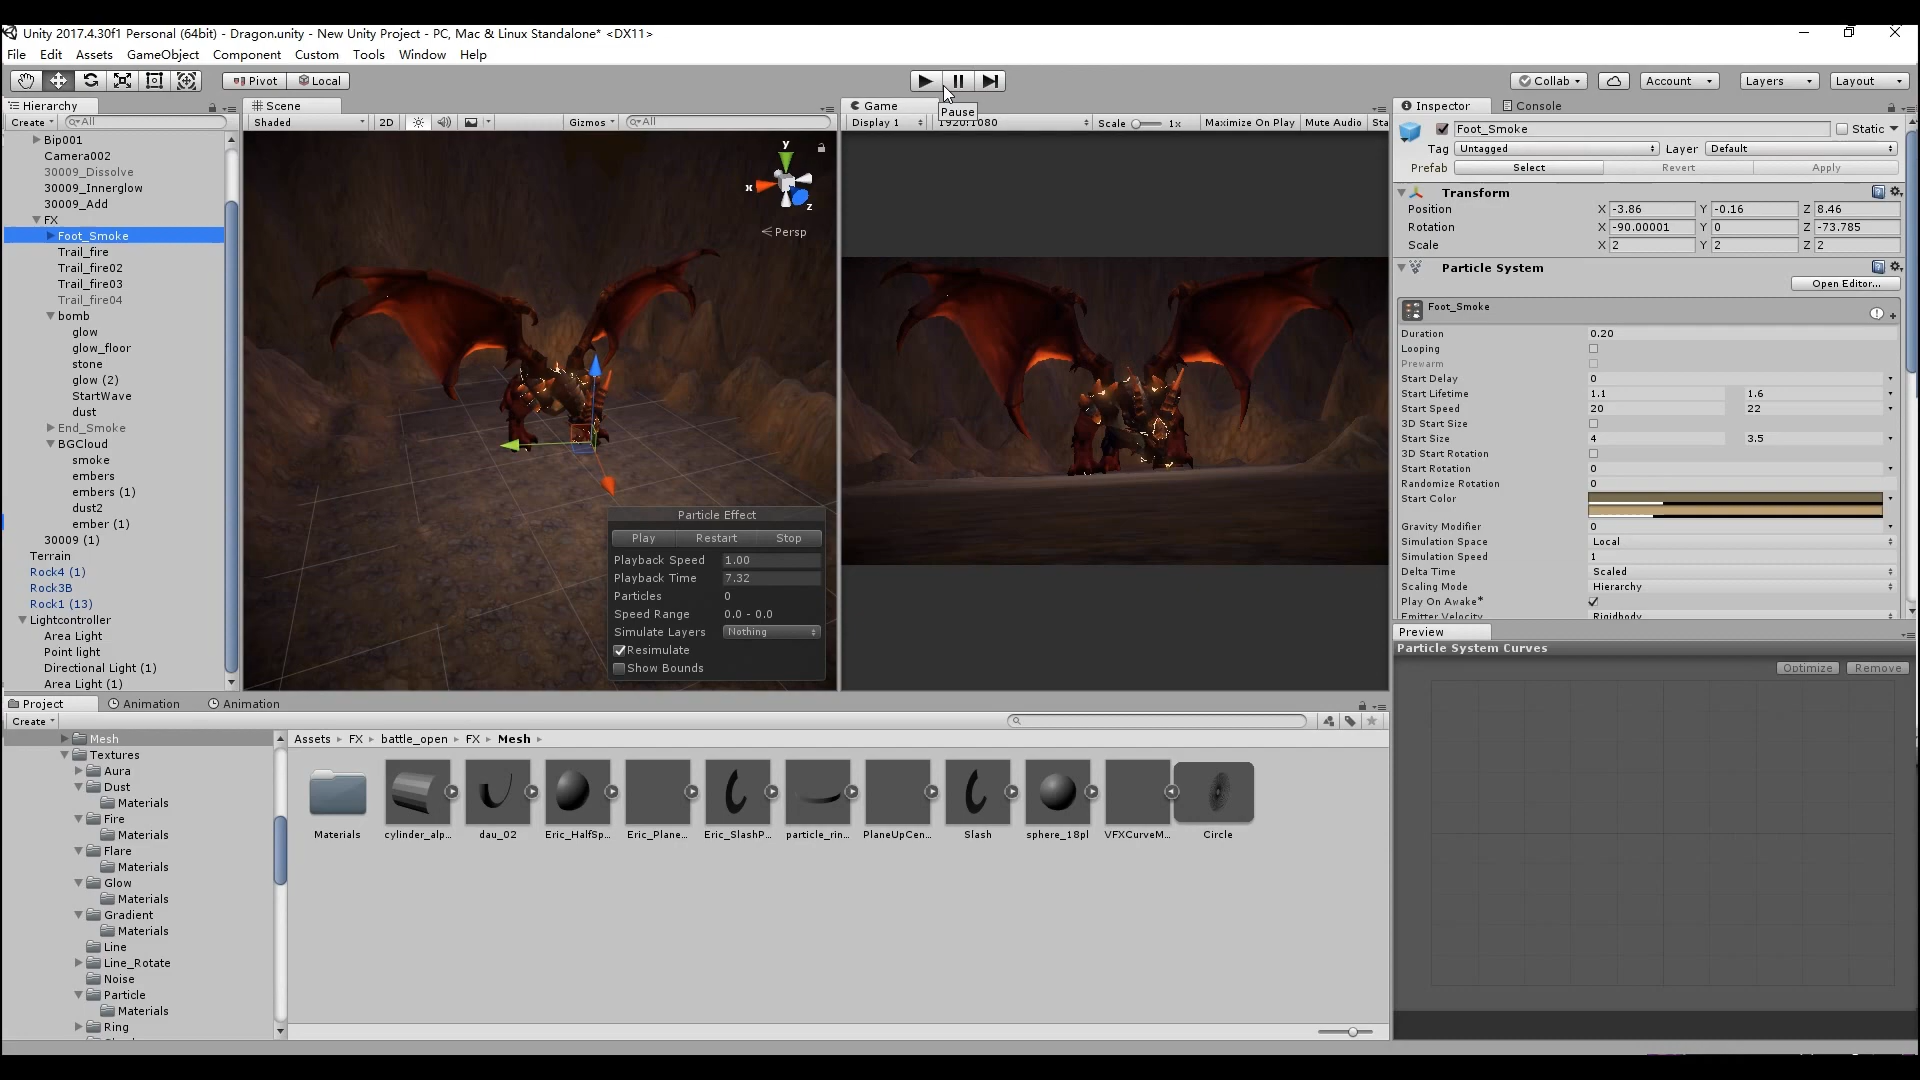 Unity 2017.4.30f1 Personal (64bit) - Dragon.unity - New Unity Project - PC, Mac & Linux Standalone* <DX11>
File Edit Assets GameObject Component Custom Tools Window Help
Pivot Local
Collab Account Layers Layout
Hierarchy
Create All
Bip001
Camera002
30009_Dissolve
30009_Innerglow
30009_Add
FX
Foot_Smoke
Trail_fire
Trail_fire02
Trail_fire03
Trail_fire04
bomb
glow
glow_floor
stone
glow (2)
StartWave
dust
End_Smoke
BGCloud
smoke
embers
embers (1)
dust2
ember (1)
30009 (1)
Terrain
Rock4 (1)
Rock3B
Rock1 (13)
Lightcontroller
Area Light
Point light
Directional Light (1)
Area Light (1)
Scene
Shaded 2D Gizmos All
y
x
z
Persp
Particle Effect
Play Restart Stop
Playback Speed 1.00
Playback Time 7.32
Particles 0
Speed Range 0.0 - 0.0
Simulate Layers Nothing
Resimulate
Show Bounds
Game
Pause
Display 1 1920:1080 Scale 1x Maximize On Play Mute Audio Sta
Inspector Console
Foot_Smoke Static
Tag Untagged Layer Default
Prefab Select Revert Apply
Transform
Position X -3.86 Y -0.16 Z 8.46
Rotation X -90.00001 Y 0 Z -73.785
Scale X 2 Y 2 Z 2
Particle System
Open Editor...
Foot_Smoke
Duration 0.20
Looping
Prewarm
Start Delay 0
Start Lifetime 1.1 1.6
Start Speed 20 22
3D Start Size
Start Size 4 3.5
3D Start Rotation
Start Rotation 0
Randomize Rotation 0
Start Color
Gravity Modifier 0
Simulation Space Local
Simulation Speed 1
Delta Time Scaled
Scaling Mode Hierarchy
Play On Awake*
Emitter Velocity Rigidbody
Preview
Particle System Curves
Optimize Remove
Project Animation Animation
Create
Mesh
Textures
Aura
Dust
Materials
Fire
Materials
Flare
Materials
Glow
Materials
Gradient
Materials
Line
Line_Rotate
Noise
Particle
Materials
Ring
Assets FX battle_open FX Mesh
Materials cylinder_alp... dau_02 Eric_HalfSp... Eric_Plane... Eric_SlashP... particle_rin... PlaneUpCen... Slash sphere_18pl VFXCurveM... Circle